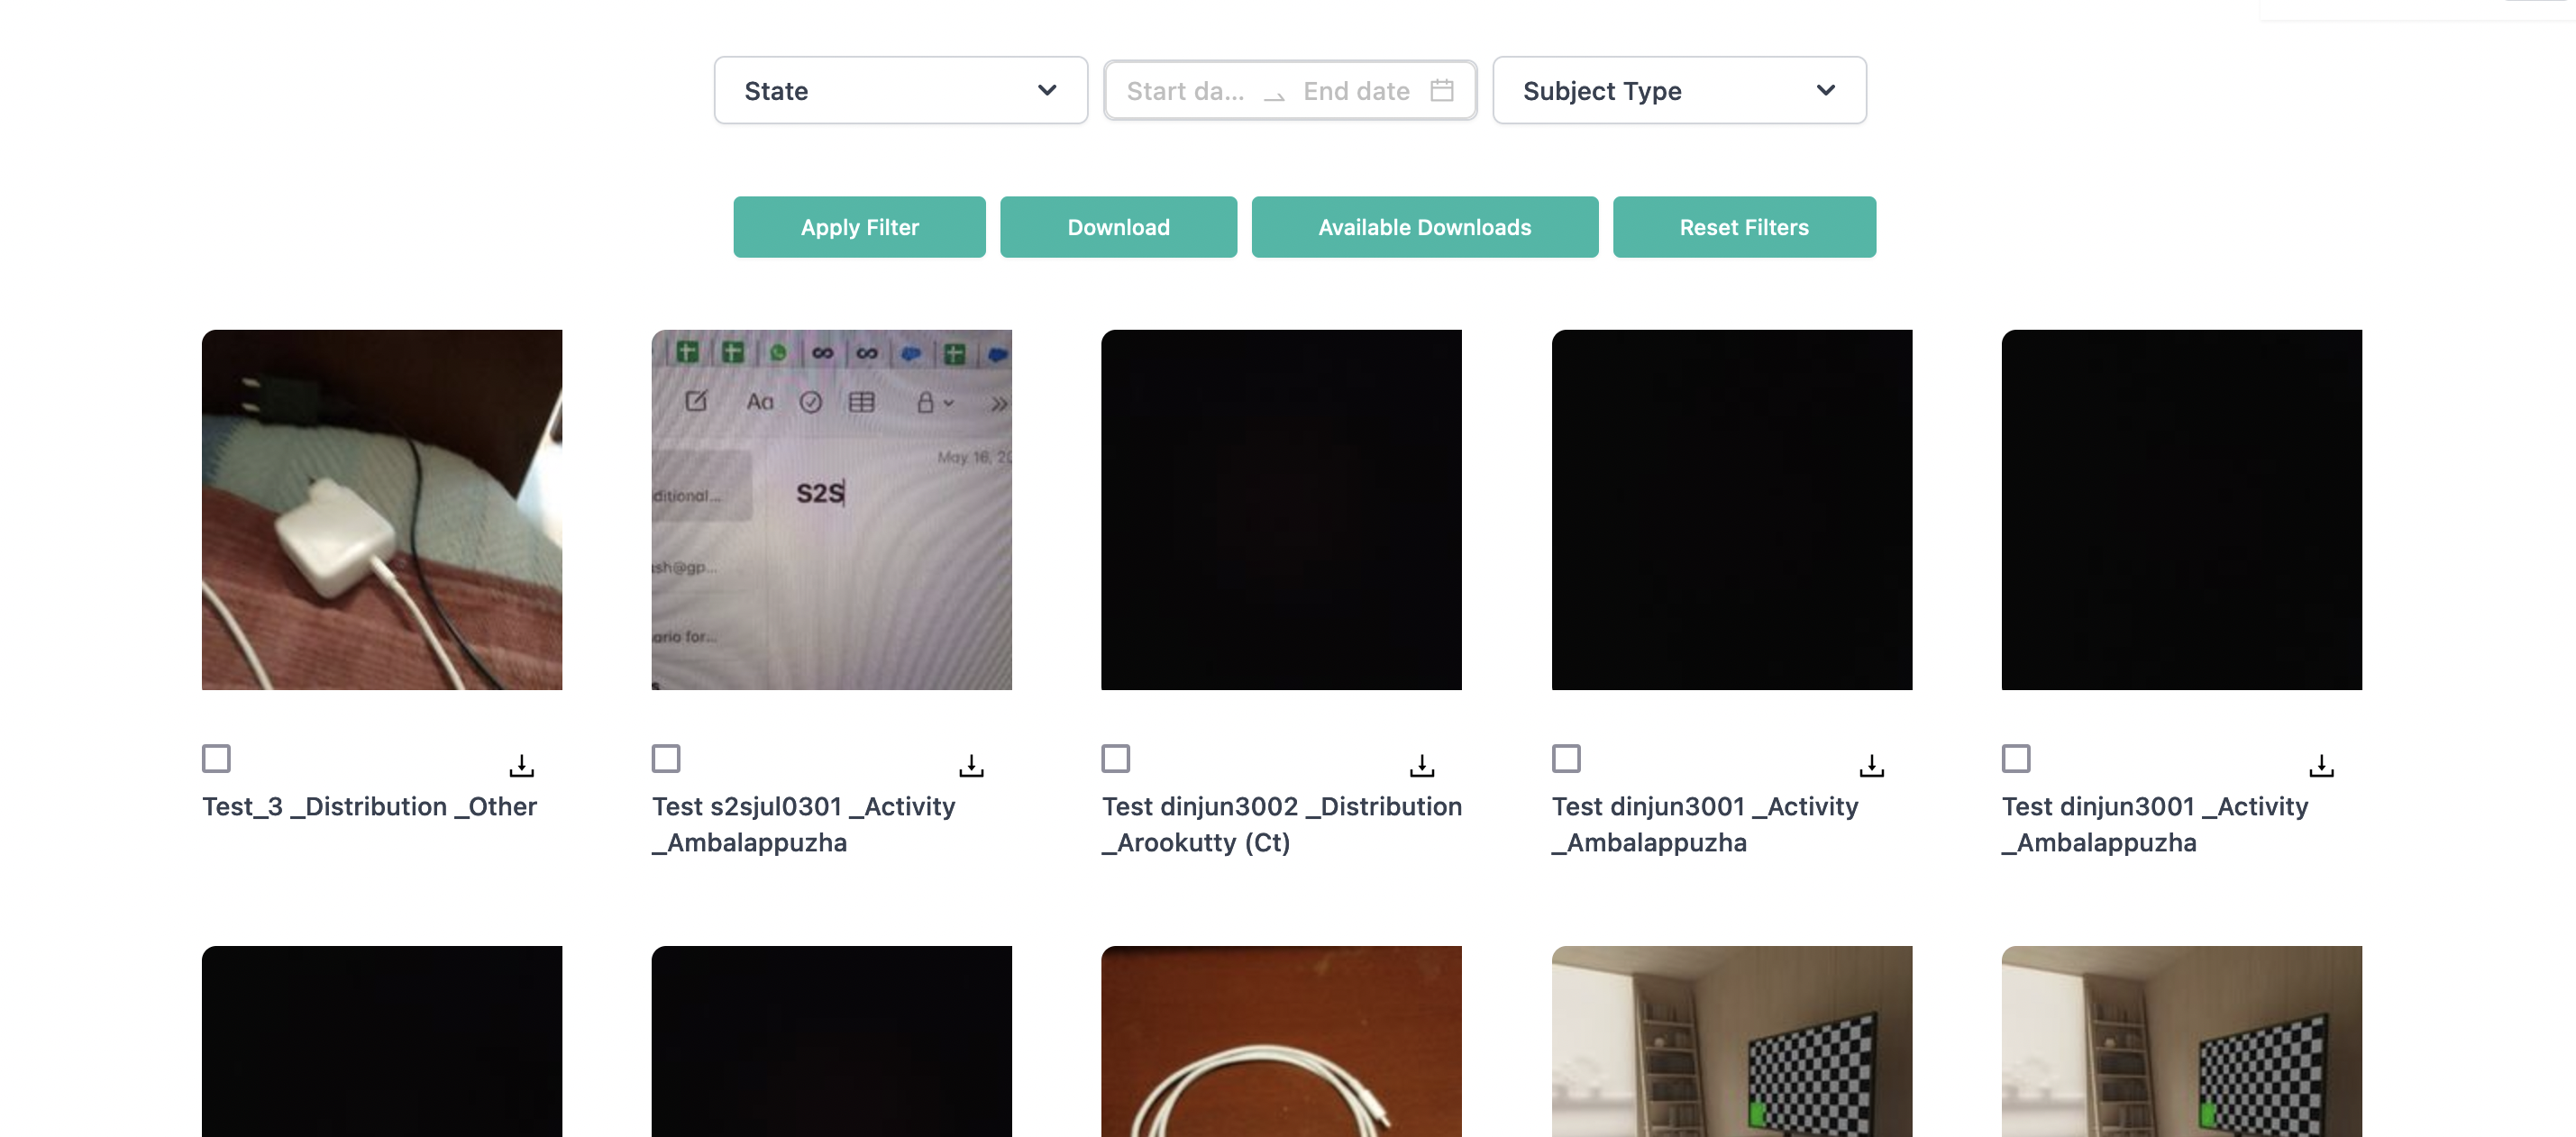 State
Start da... End date
Subject Type
Apply Filter
Download
Available Downloads
Reset Filters
Aa
May 16, 20
ditional...
S2S
sh@gp...
ario for...
Test_3 _Distribution _Other
Test s2sjul0301 _Activity
_Ambalappuzha
Test dinjun3002 _Distribution
_Arookutty (Ct)
Test dinjun3001 _Activity
_Ambalappuzha
Test dinjun3001 _Activity
_Ambalappuzha